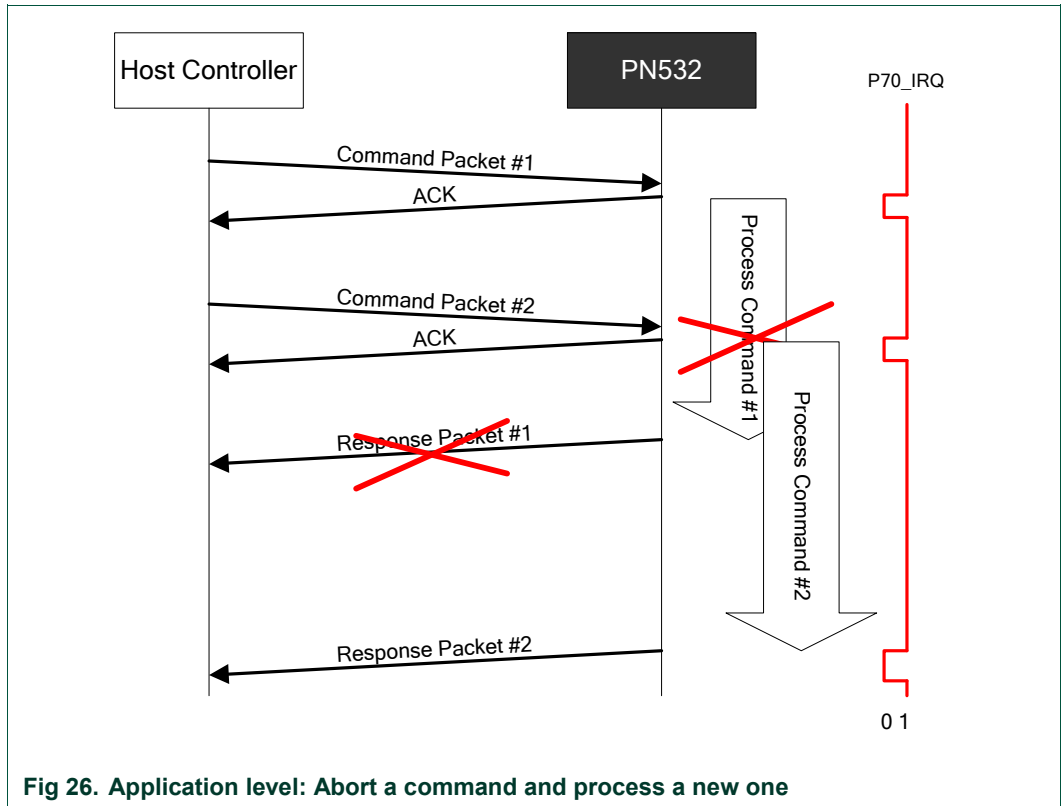 Host Controller
PN532
P70_IRQ
Command Packet #1
ACK
Process Command #1
Command Packet #2
ACK
Process Command #2
Response Packet #1
Response Packet #2
0 1
Fig 26. Application level: Abort a command and process a new one